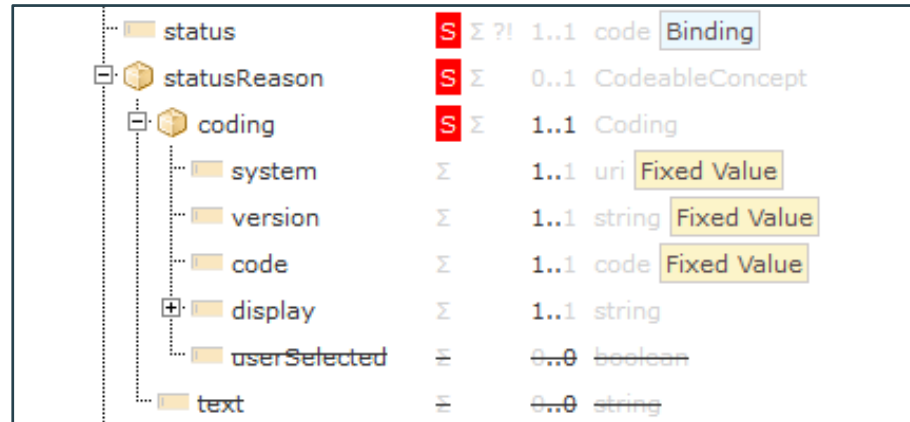 status S Σ ?! 1..1 code Binding
statusReason S Σ 0..1 CodeableConcept
coding S Σ 1..1 Coding
system Σ 1..1 uri Fixed Value
version Σ 1..1 string Fixed Value
code Σ 1..1 code Fixed Value
display Σ 1..1 string
userSelected Σ 0..0 boolean
text Σ 0..0 string